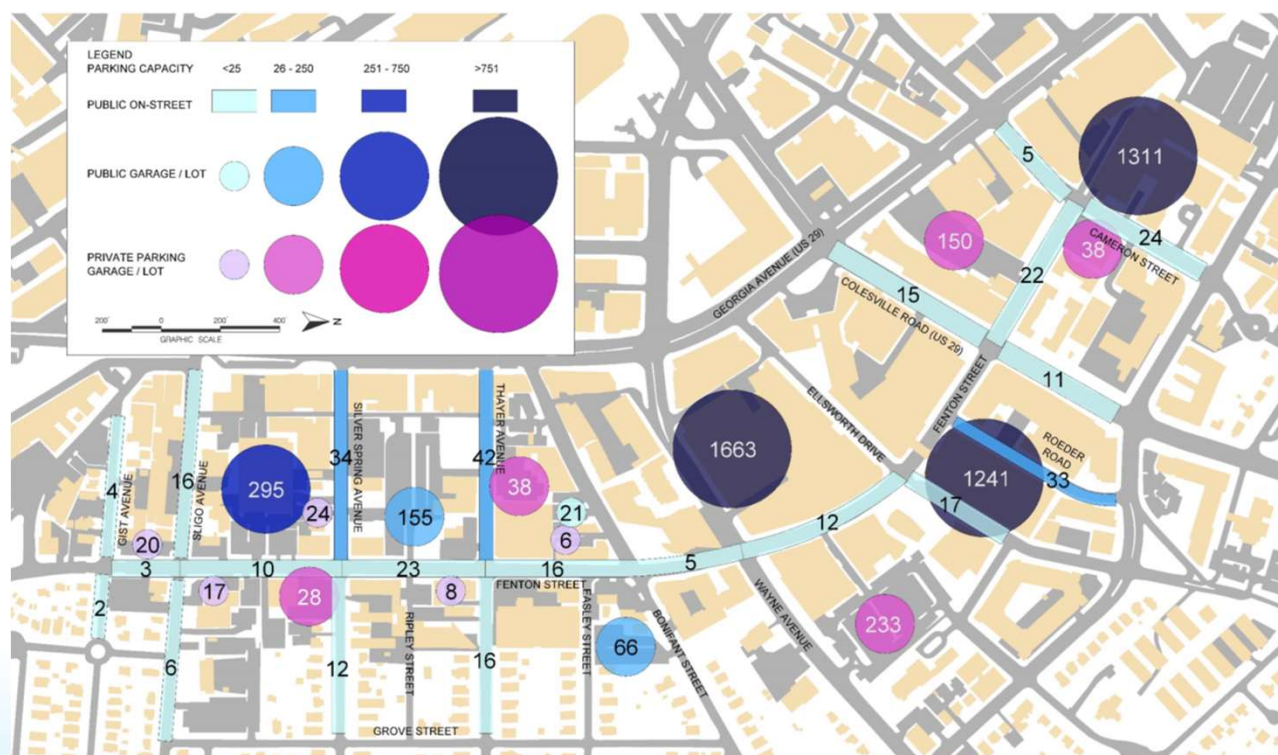 LEGEND
PARKING CAPACITY <25 26 - 250 251 - 750 >751
PUBLIC ON-STREET
PUBLIC GARAGE / LOT
PRIVATE PARKING
GARAGE / LOT
200' 0 200' 400' N
GRAPHIC SCALE
1311
5
150
38
24
CAMERON STREET
GEORGIA AVENUE (US 29)
22
15
COLESVILLE ROAD (US 29)
11
FENTON STREET
ELLSWORTH DRIVE
ROEDER
ROAD
33
1241
17
1663
12
5
WAYNE AVENUE
233
THAYER AVENUE
42
38
21
6
SILVER SPRING AVENUE
34
155
295
24
16
SLIGO AVENUE
4
GIST AVENUE
20
3
10
23
16
FENTON STREET
2
17
28
8
RIPLEY STREET
EASLEY STREET
66
BONIFANT STREET
6
12
16
GROVE STREET